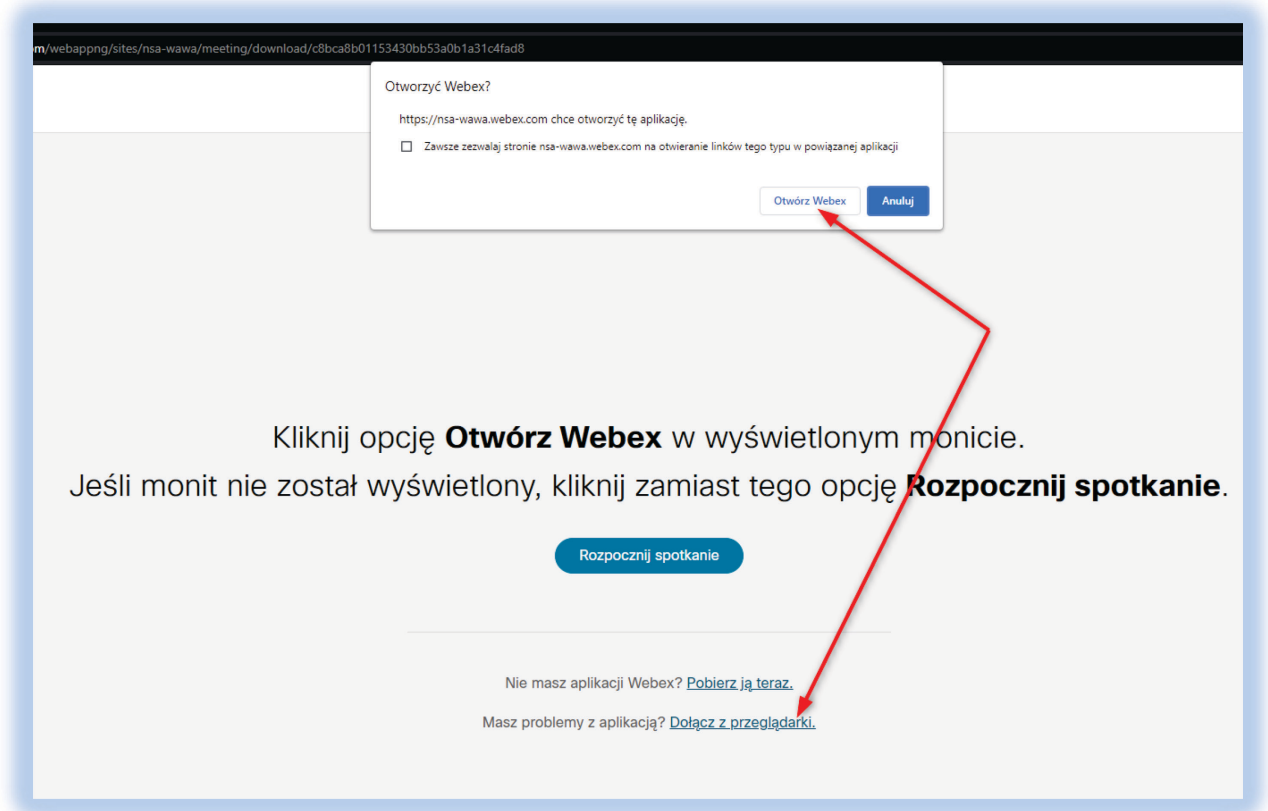 m/webappng/sites/nsa-wawa/meeting/download/c8bca8b01153430bb53a0b1a31c4fad8
Otworzyć Webex?
https://nsa-wawa.webex.com chce otworzyć tę aplikację.
Zawsze zezwalaj stronie nsa-wawa.webex.com na otwieranie linków tego typu w powiązanej aplikacji
Otwórz Webex Anuluj
Kliknij opcję Otwórz Webex w wyświetlonym monicie.
Jeśli monit nie został wyświetlony, kliknij zamiast tego opcję Rozpocznij spotkanie.
Rozpocznij spotkanie
Nie masz aplikacji Webex? Pobierz ją teraz.
Masz problemy z aplikacją? Dołącz z przeglądarki.